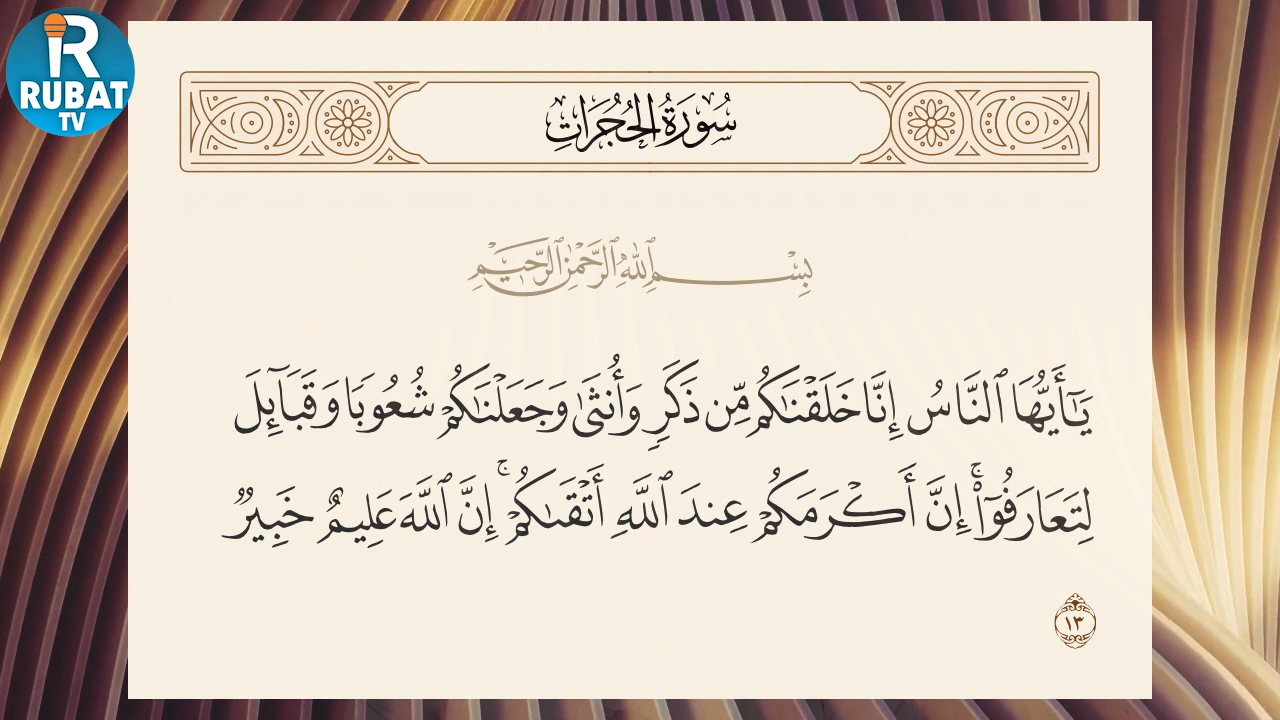 RUBAT
TV
سُورَةُ الحُجُرَاتِ
بِسْمِ ٱللَّهِ ٱلرَّحْمَٰنِ ٱلرَّحِيمِ
يَـٰٓأَيُّهَا ٱلنَّاسُ إِنَّا خَلَقْنَـٰكُم مِّن ذَكَرٍ وَأُنثَىٰ وَجَعَلْنَـٰكُمْ شُعُوبًا وَقَبَآئِلَ
لِتَعَارَفُوٓا۟ ۚ إِنَّ أَكْرَمَكُمْ عِندَ ٱللَّهِ أَتْقَىٰكُمْ ۚ إِنَّ ٱللَّهَ عَلِيمٌ خَبِيرٌ
١٣